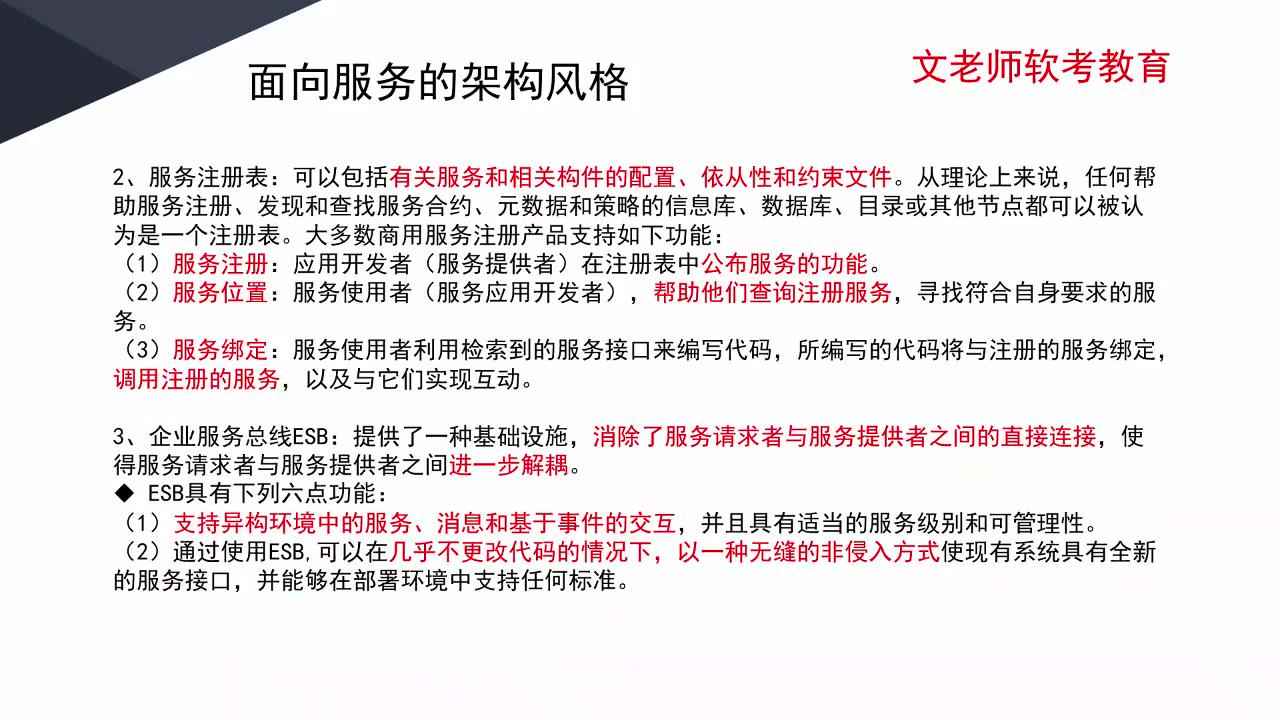 面向服务的架构风格
文老师软考教育
2、服务注册表：可以包括有关服务和相关构件的配置、依从性和约束文件。从理论上来说，任何帮
助服务注册、发现和查找服务合约、元数据和策略的信息库、数据库、目录或其他节点都可以被认
为是一个注册表。大多数商用服务注册产品支持如下功能：
（1）服务注册：应用开发者（服务提供者）在注册表中公布服务的功能。
（2）服务位置：服务使用者（服务应用开发者），帮助他们查询注册服务，寻找符合自身要求的服
务。
（3）服务绑定：服务使用者利用检索到的服务接口来编写代码，所编写的代码将与注册的服务绑定，
调用注册的服务，以及与它们实现互动。
3、企业服务总线ESB：提供了一种基础设施，消除了服务请求者与服务提供者之间的直接连接，使
得服务请求者与服务提供者之间进一步解耦。
◆ ESB具有下列六点功能：
（1）支持异构环境中的服务、消息和基于事件的交互，并且具有适当的服务级别和可管理性。
（2）通过使用ESB,可以在几乎不更改代码的情况下，以一种无缝的非侵入方式使现有系统具有全新
的服务接口，并能够在部署环境中支持任何标准。